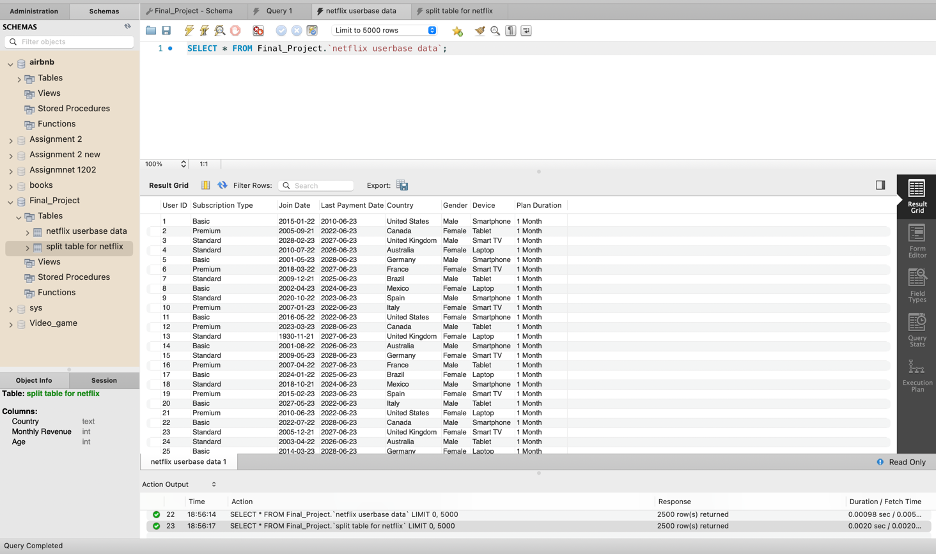 Administration Schemas Final_Project - Schema Query 1 netflix userbase data split table for netflix
SCHEMAS
Filter objects
Limit to 5000 rows
1 SELECT * FROM Final_Project.`netflix userbase data`;
airbnb
Tables
Views
Stored Procedures
Functions
Assignment 2
Assignment 2 new
Assignmnet 1202
books
Final_Project
Tables
netflix userbase data
split table for netflix
Views
Stored Procedures
Functions
sys
Video_game
100% 1:1
Result Grid Filter Rows: Search Export:
User ID Subscription Type Join Date Last Payment Date Country Gender Device Plan Duration
1 Basic 2015-01-22 2010-06-23 United States Male Smartphone 1 Month
2 Premium 2005-09-21 2022-06-23 Canada Female Tablet 1 Month
3 Standard 2028-02-23 2027-06-23 United Kingdom Male Smart TV 1 Month
4 Standard 2010-07-22 2026-06-23 Australia Female Laptop 1 Month
5 Basic 2001-05-23 2028-06-23 Germany Male Smartphone 1 Month
6 Premium 2018-03-22 2027-06-23 France Female Smart TV 1 Month
7 Standard 2009-12-21 2025-06-23 Brazil Male Tablet 1 Month
8 Basic 2002-04-23 2024-06-23 Mexico Female Laptop 1 Month
9 Standard 2020-10-22 2023-06-23 Spain Male Smartphone 1 Month
10 Premium 2007-01-23 2022-06-23 Italy Female Smart TV 1 Month
11 Basic 2016-05-22 2022-06-23 United States Female Smartphone 1 Month
12 Premium 2023-03-23 2028-06-23 Canada Male Tablet 1 Month
13 Standard 1930-11-21 2027-06-23 United Kingdom Female Laptop 1 Month
14 Basic 2001-08-22 2026-06-23 Australia Male Smartphone 1 Month
15 Standard 2009-05-23 2028-06-23 Germany Female Smart TV 1 Month
16 Premium 2007-04-22 2027-06-23 France Male Tablet 1 Month
17 Basic 2024-01-22 2025-06-23 Brazil Female Laptop 1 Month
18 Standard 2018-10-21 2024-06-23 Mexico Male Smartphone 1 Month
19 Premium 2015-02-23 2023-06-23 Spain Female Smart TV 1 Month
20 Basic 2027-05-23 2022-06-23 Italy Male Tablet 1 Month
21 Premium 2010-06-23 2022-06-23 United States Female Laptop 1 Month
22 Basic 2022-07-22 2028-06-23 Canada Male Smartphone 1 Month
23 Standard 2005-12-21 2027-06-23 United Kingdom Female Smart TV 1 Month
24 Standard 2003-04-22 2026-06-23 Australia Male Tablet 1 Month
25 Basic 2014-03-23 2028-06-23 Germany Female Laptop 1 Month
Result Grid
Form Editor
Field Types
Query Stats
Execution Plan
netflix userbase data 1 Read Only
Object Info Session
Table: split table for netflix
Columns:
Country text
Monthly Revenue int
Age int
Action Output
Time Action Response Duration / Fetch Time
22 18:56:14 SELECT * FROM Final_Project.`netflix userbase data` LIMIT 0, 5000 2500 row(s) returned 0.00098 sec / 0.005...
23 18:56:17 SELECT * FROM Final_Project.`split table for netflix` LIMIT 0, 5000 2500 row(s) returned 0.0020 sec / 0.0020...
Query Completed